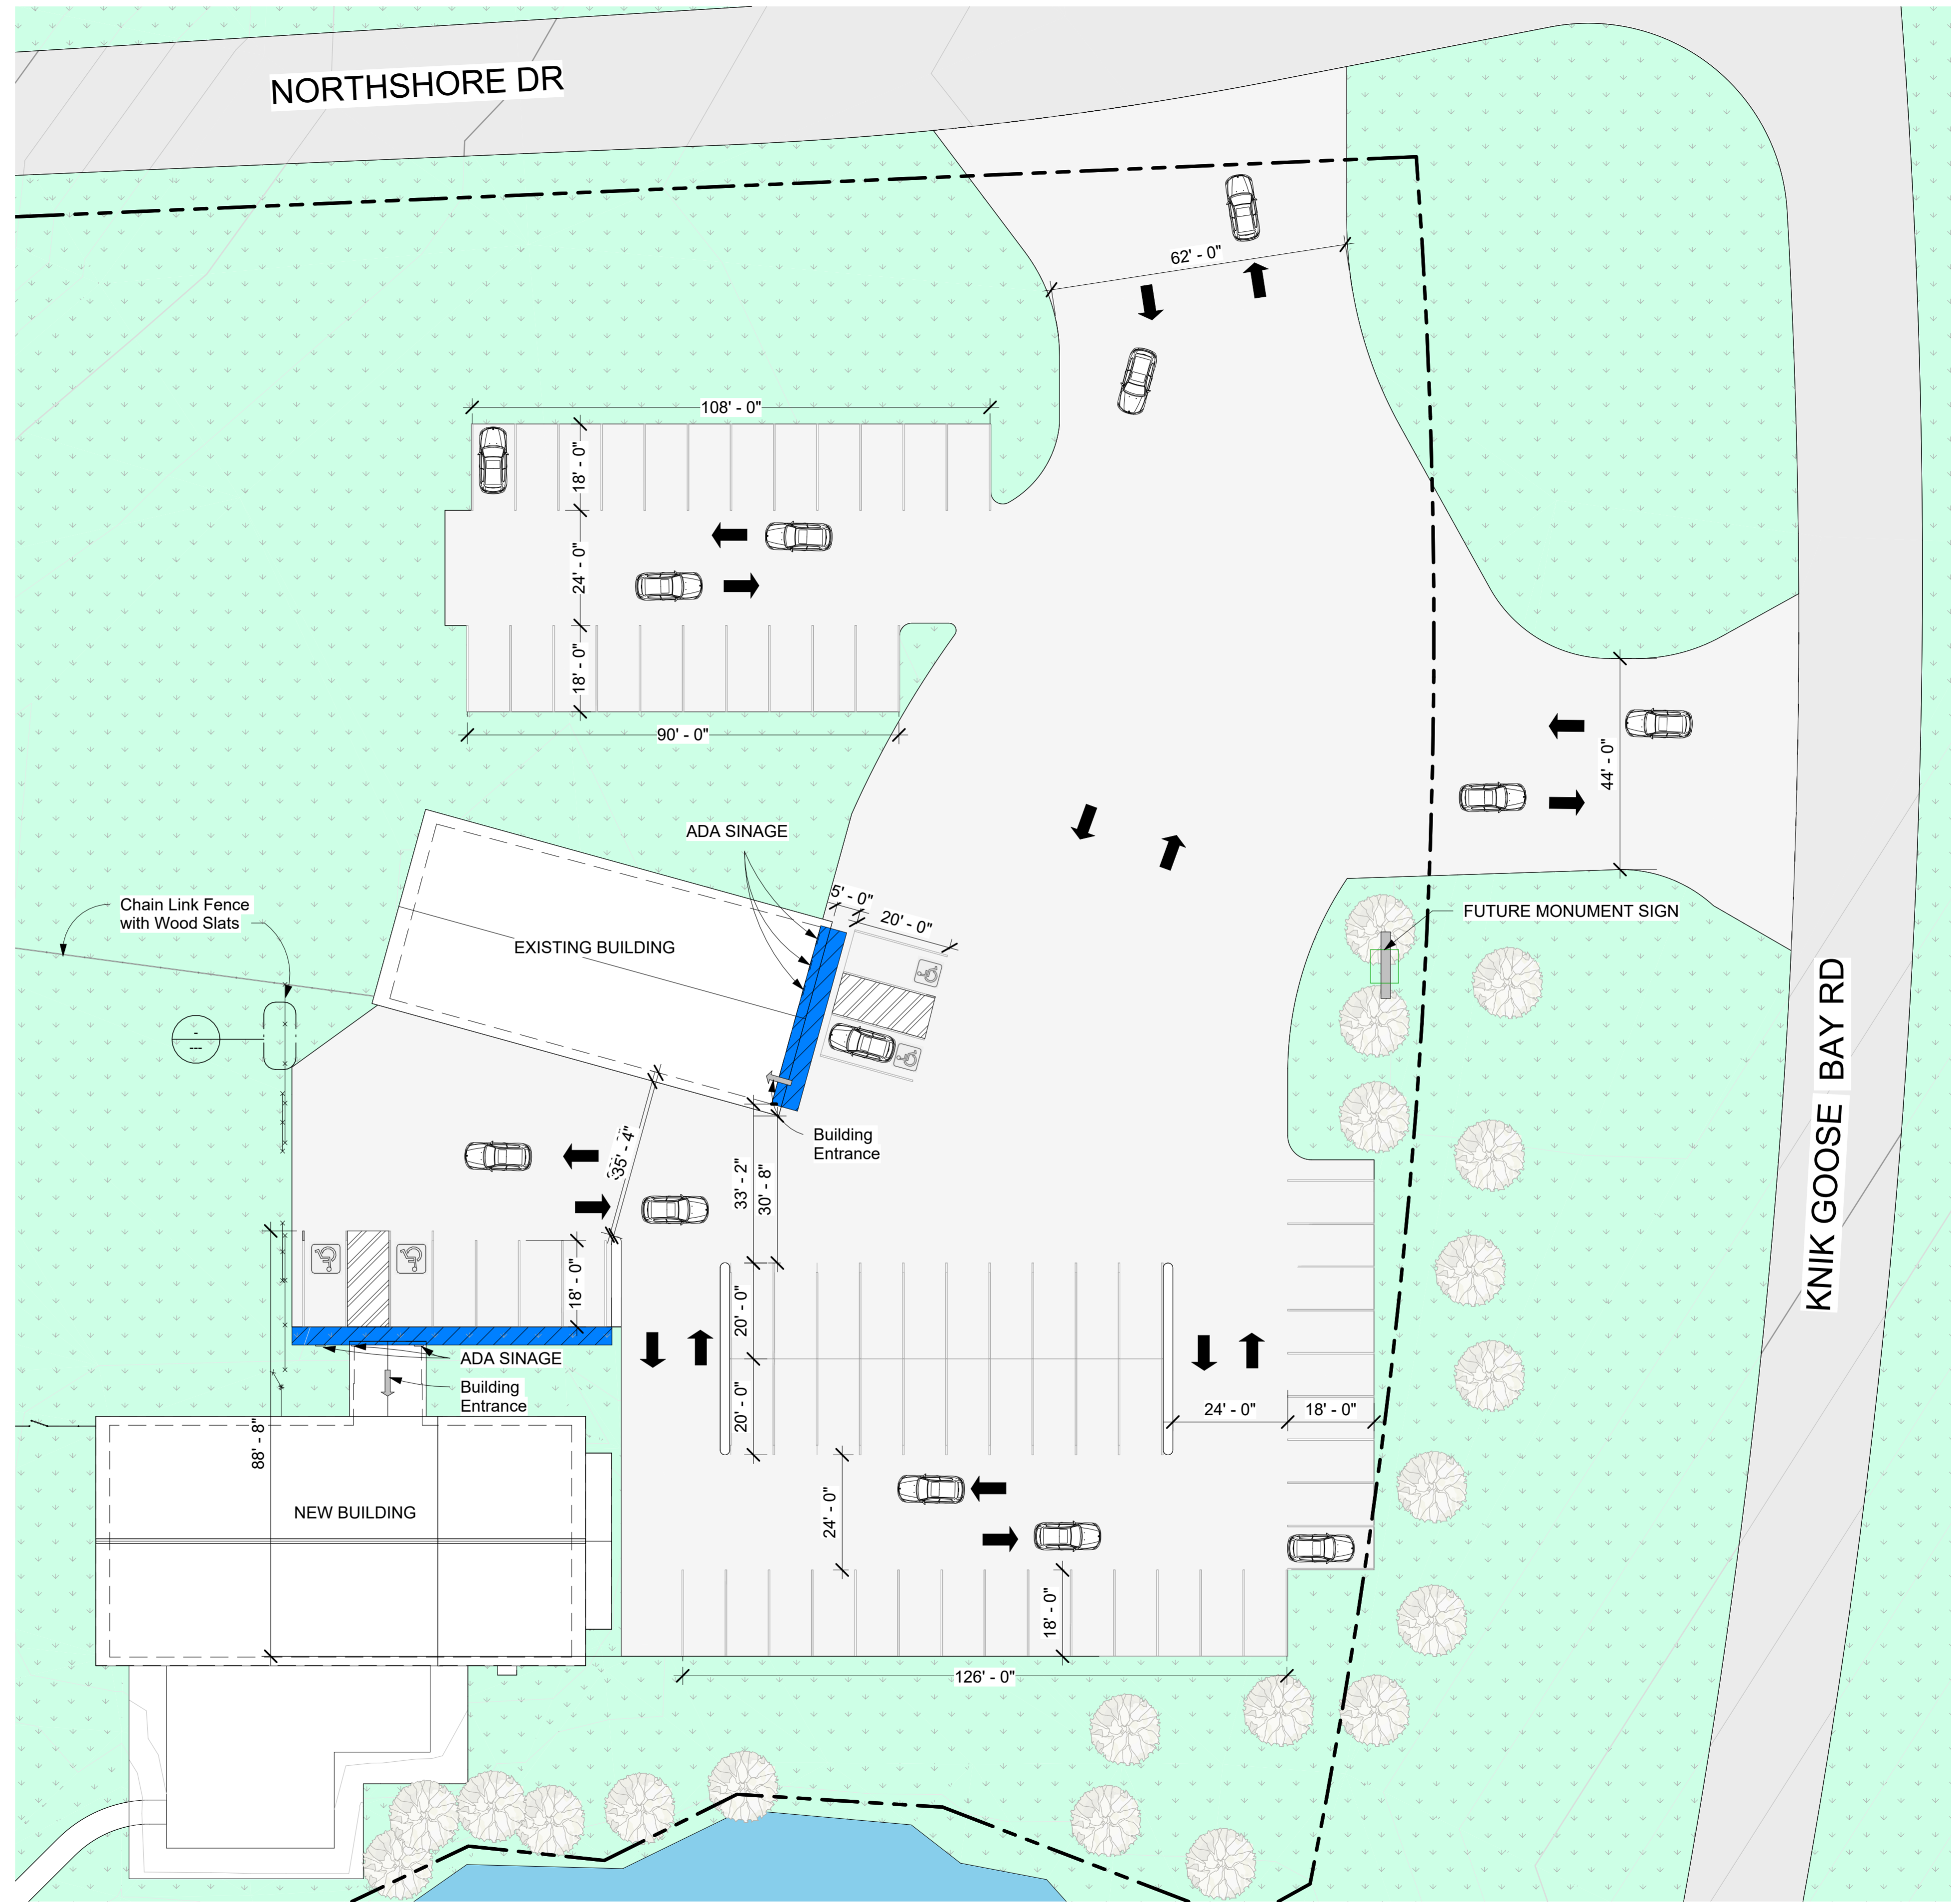 NORTHSHORE DR
62' - 0"
108' - 0"
18' - 0"
24' - 0"
18' - 0"
90' - 0"
44' - 0"
ADA SINAGE
5' - 0"
20' - 0"
Chain Link Fence
with Wood Slats
FUTURE MONUMENT SIGN
EXISTING BUILDING
KNIK GOOSE BAY RD
-
---
Building
Entrance
35' - 4"
33' - 2"
30' - 8"
18' - 0"
20' - 0"
20' - 0"
ADA SINAGE
Building
Entrance
24' - 0"
18' - 0"
88' - 8"
NEW BUILDING
24' - 0"
18' - 0"
126' - 0"